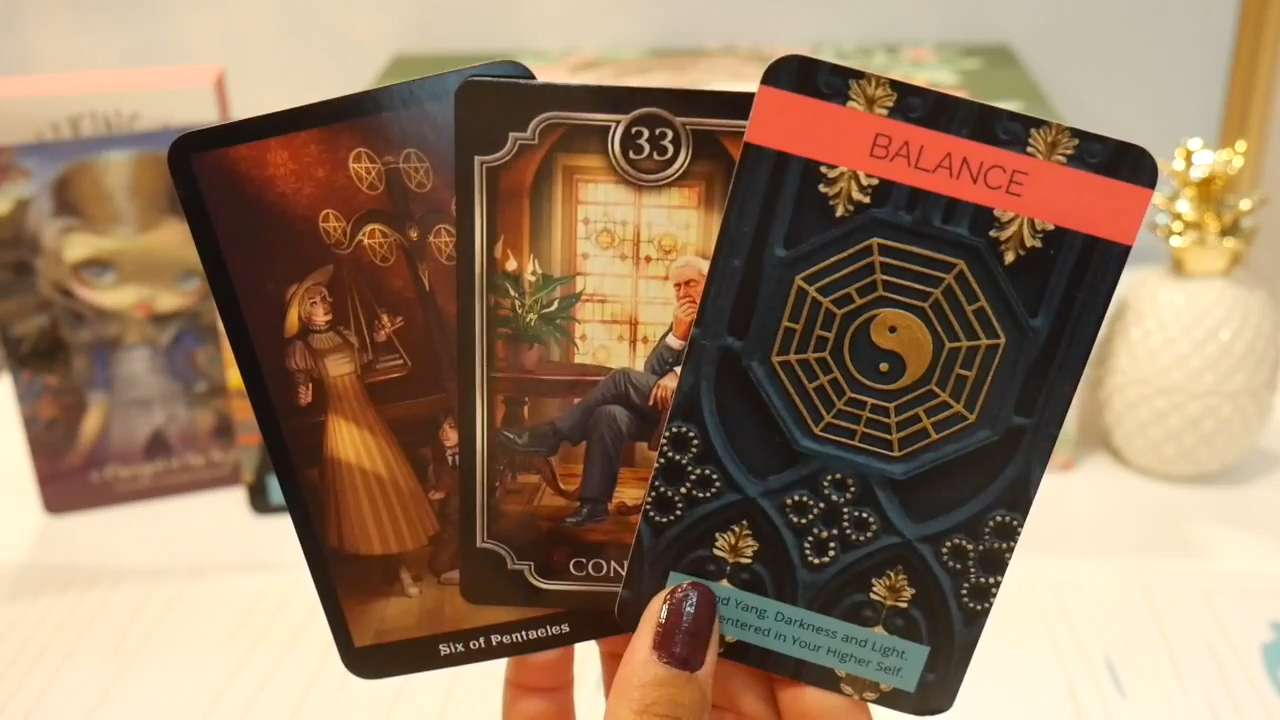 Six of Pentacles
33
CON
BALANCE
nd Yang. Darkness and Light.
entered in Your Higher Self.